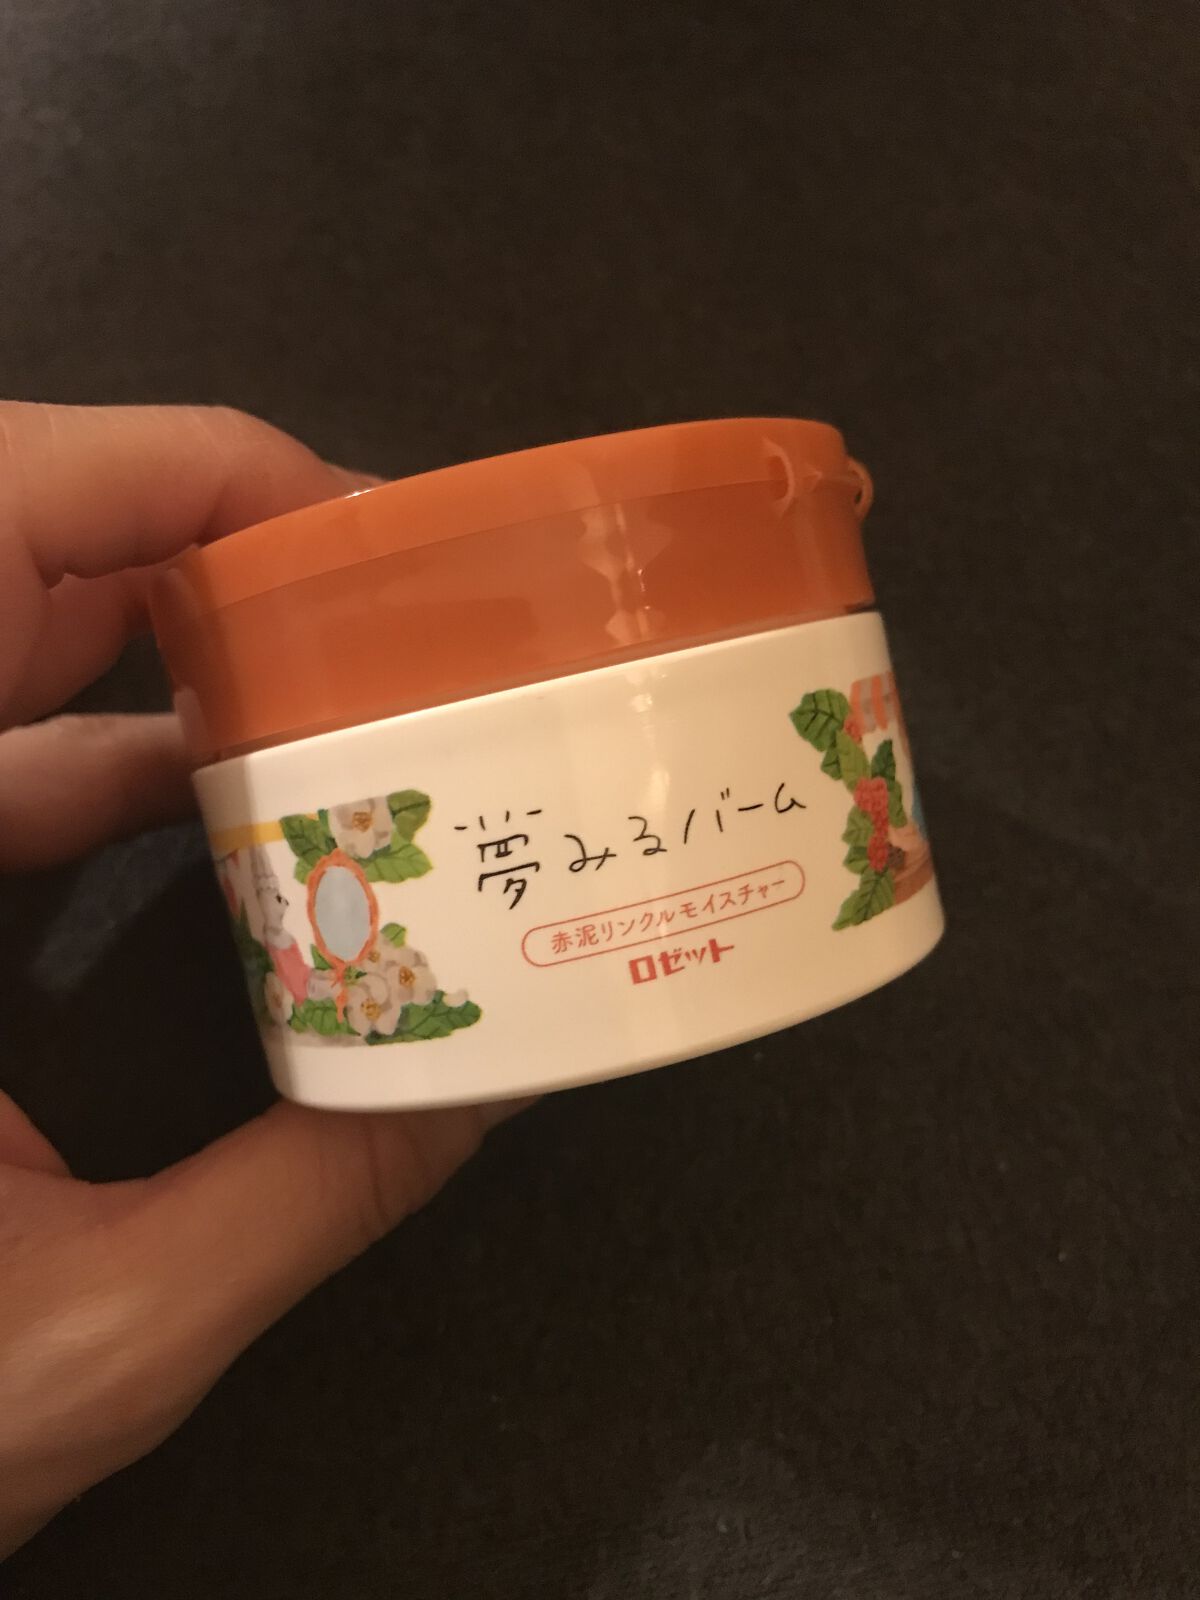 夢みるバーム
赤泥リンクルモイスチャー
ロゼット